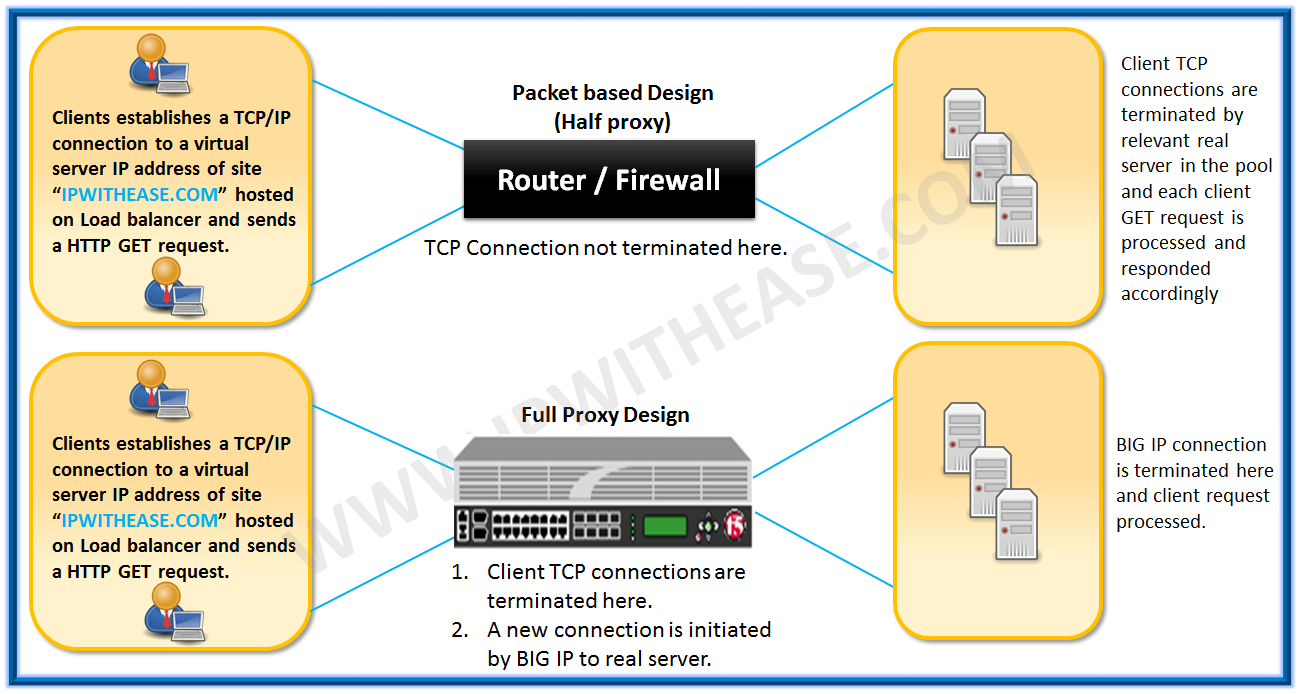 Clients establishes a TCP/IP
connection to a virtual
server IP address of site
“IPWITHEASE.COM” hosted
on Load balancer and sends
a HTTP GET request.
Packet based Design
(Half proxy)
Router / Firewall
TCP Connection not terminated here.
Client TCP
connections are
terminated by
relevant real
server in the pool
and each client
GET request is
processed and
responded
accordingly
WWW.IPWITHEASE.COM
Clients establishes a TCP/IP
connection to a virtual
server IP address of site
“IPWITHEASE.COM” hosted
on Load balancer and sends
a HTTP GET request.
Full Proxy Design
f5
1. Client TCP connections are
terminated here.
2. A new connection is initiated
by BIG IP to real server.
BIG IP connection
is terminated here
and client request
processed.